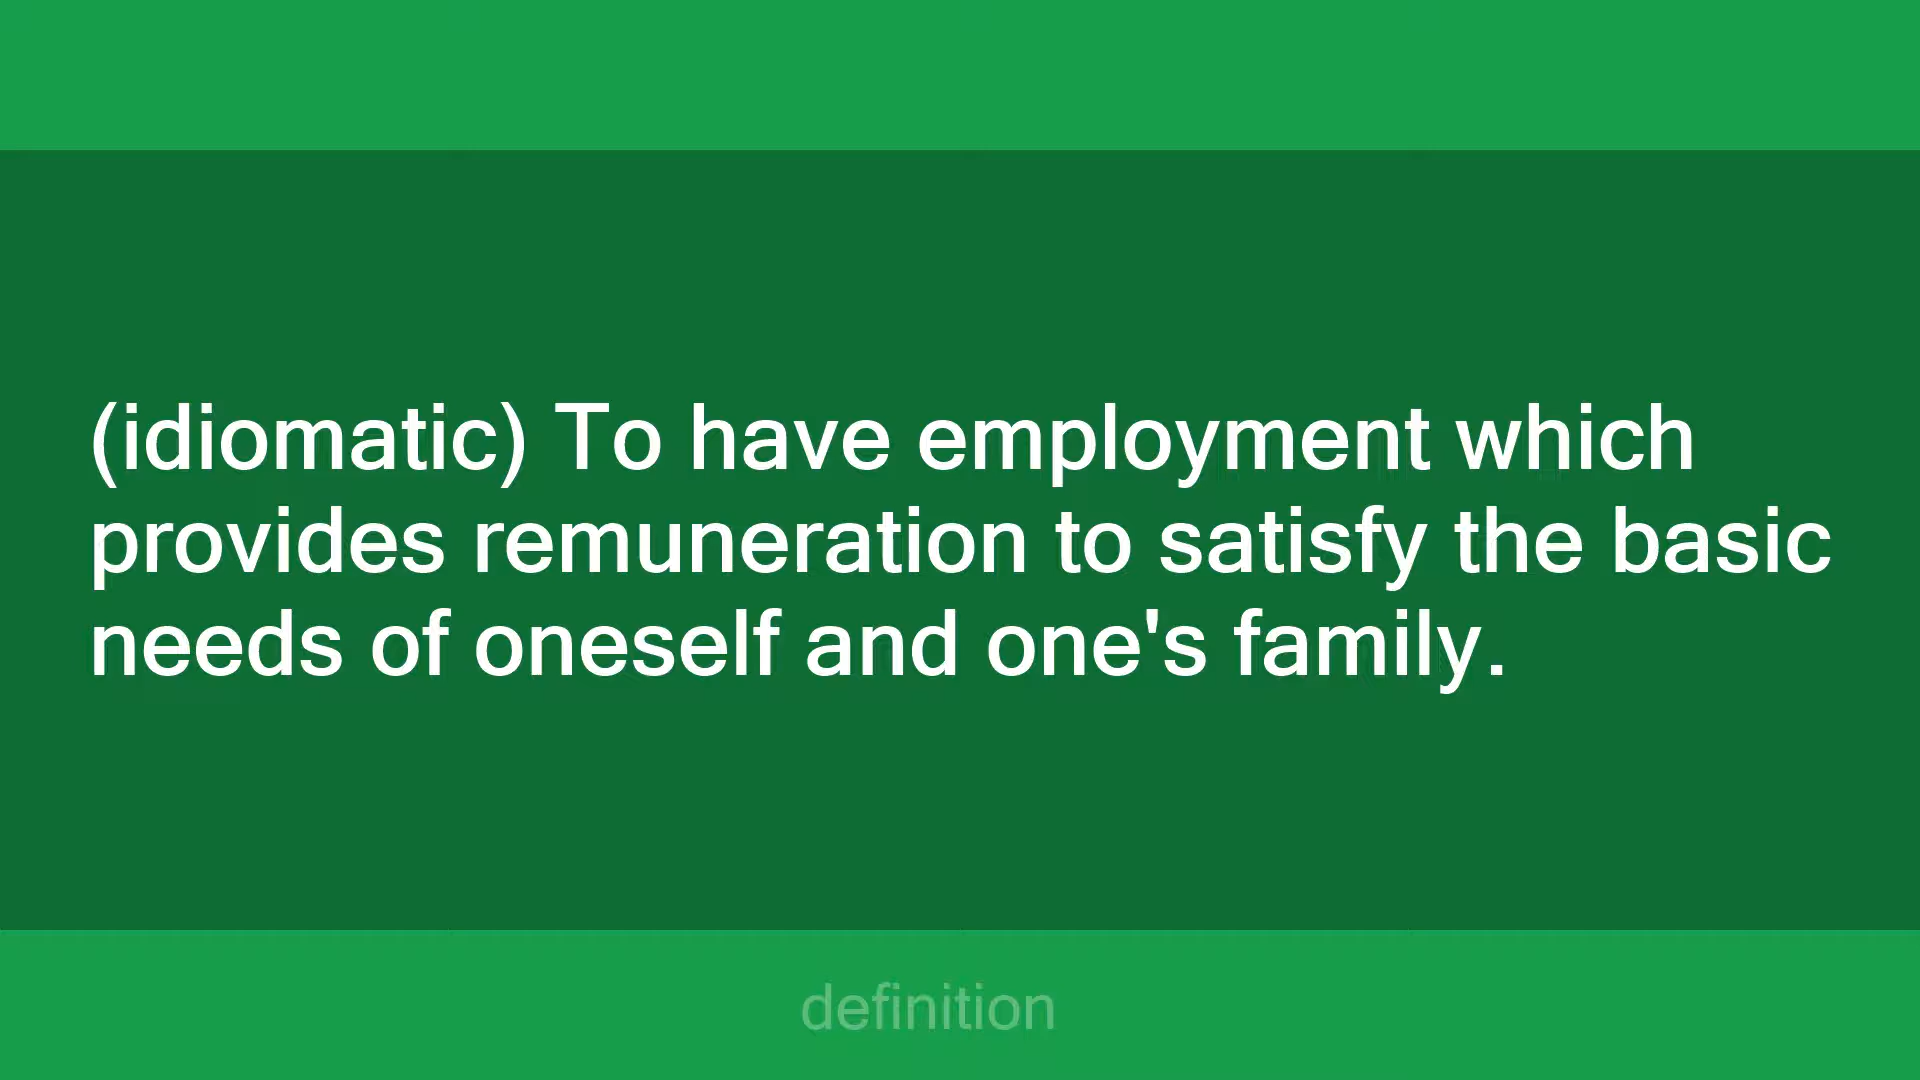 (idiomatic) To have employment which
provides remuneration to satisfy the basic
needs of oneself and one's family.
definition